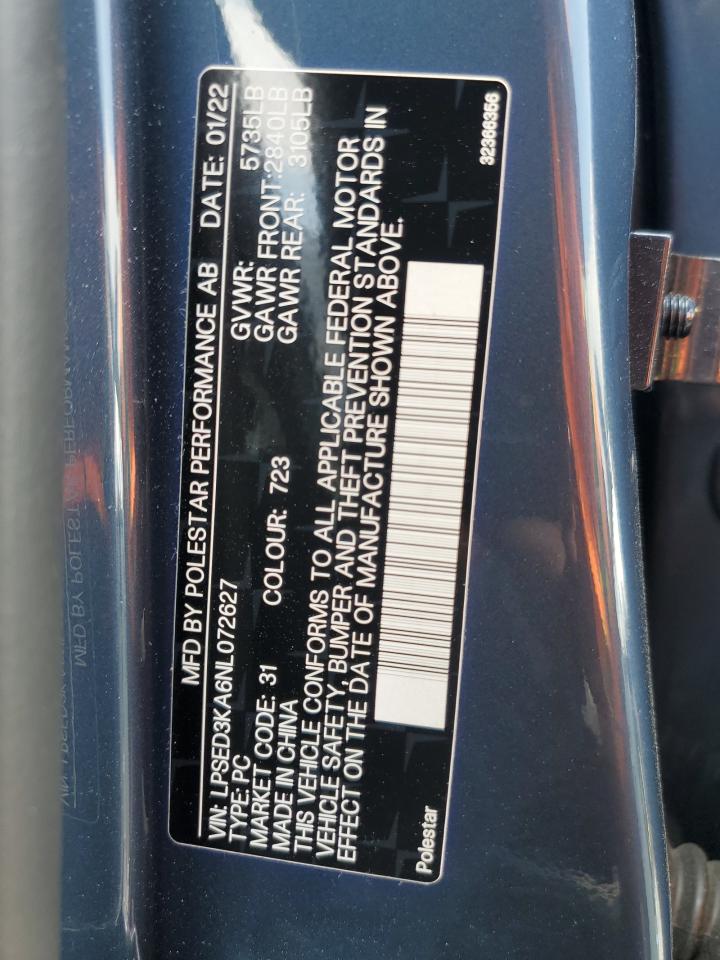 MFD BY POLESTAR PERFORMANCE AB DATE: 01/22
VIN: LPSED3KA6NL072627 GVWR: 5735LB
TYPE: PC GAWR FRONT: 2840LB
MARKET CODE: 31 COLOUR: 723 GAWR REAR: 3105LB
MADE IN CHINA
THIS VEHICLE CONFORMS TO ALL APPLICABLE FEDERAL MOTOR
VEHICLE SAFETY, BUMPER AND THEFT PREVENTION STANDARDS IN
EFFECT ON THE DATE OF MANUFACTURE SHOWN ABOVE.
Polestar 32366356